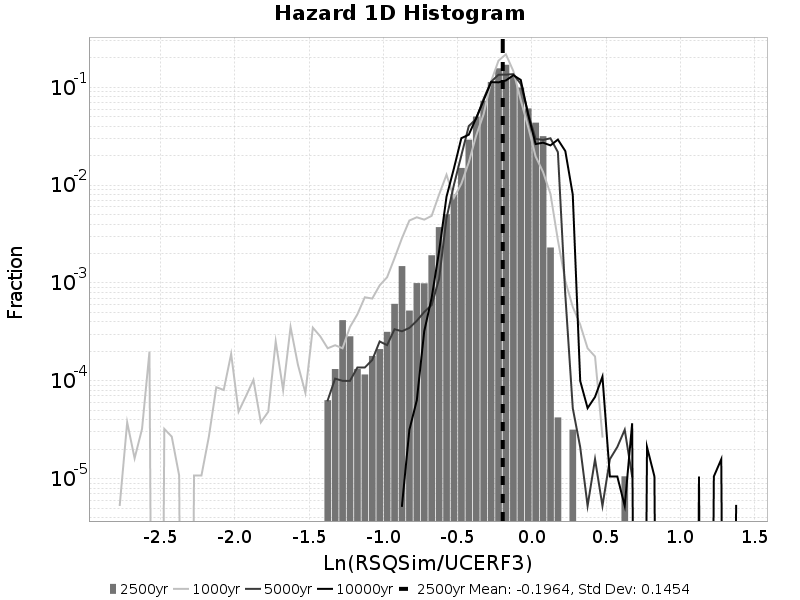 Hazard 1D Histogram
Fraction
10-1
10-2
10-3
10-4
10-5
-2.5 -2.0 -1.5 -1.0 -0.5 0.0 0.5 1.0 1.5
Ln(RSQSim/UCERF3)
2500yr 1000yr 5000yr 10000yr 2500yr Mean: -0.1964, Std Dev: 0.1454